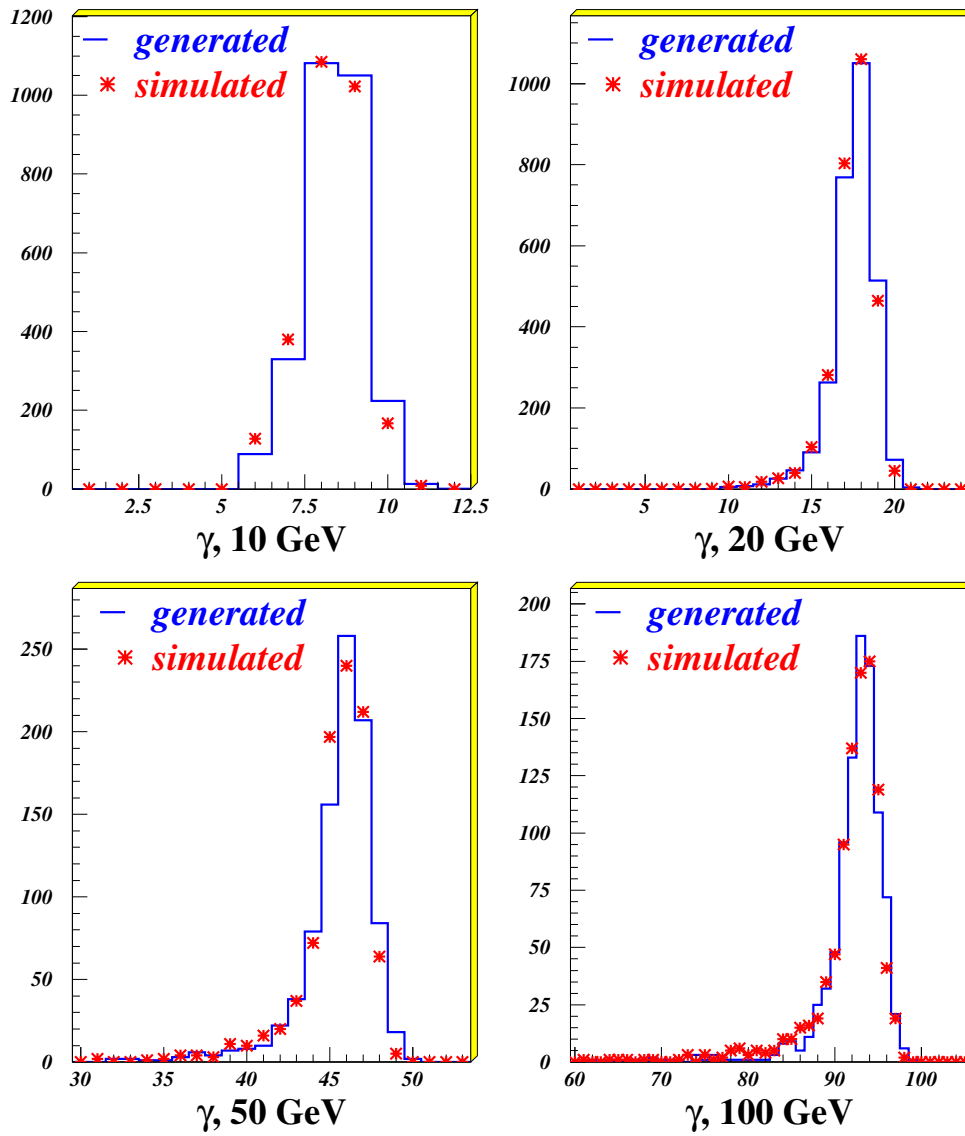 generated
simulated
1200
1000
800
600
400
200
0
2.5 5 7.5 10 12.5
γ, 10 GeV
generated
simulated
1000
800
600
400
200
0
5 10 15 20
γ, 20 GeV
generated
simulated
250
200
150
100
50
0
30 35 40 45 50
γ, 50 GeV
generated
simulated
200
175
150
125
100
75
50
25
0
60 70 80 90 100
γ, 100 GeV